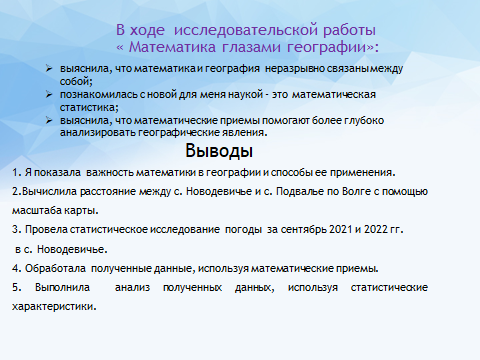 В ходе исследовательской работы
« Математика глазами географии»:
➢ выяснила, что математика и география неразрывно связаны между
собой;
➢ познакомилась с новой для меня наукой - это математическая
статистика;
➢ выяснила, что математические приемы помогают более глубоко
анализировать географические явления.
Выводы
1. Я показала важность математики в географии и способы ее применения.
2.Вычислила расстояние между с. Новодевичье и с. Подвалье по Волге с помощью
масштаба карты.
3. Провела статистическое исследование погоды за сентябрь 2021 и 2022 гг.
в с. Новодевичье.
4. Обработала полученные данные, используя математические приемы.
5. Выполнила анализ полученных данных, используя статистические
характеристики.